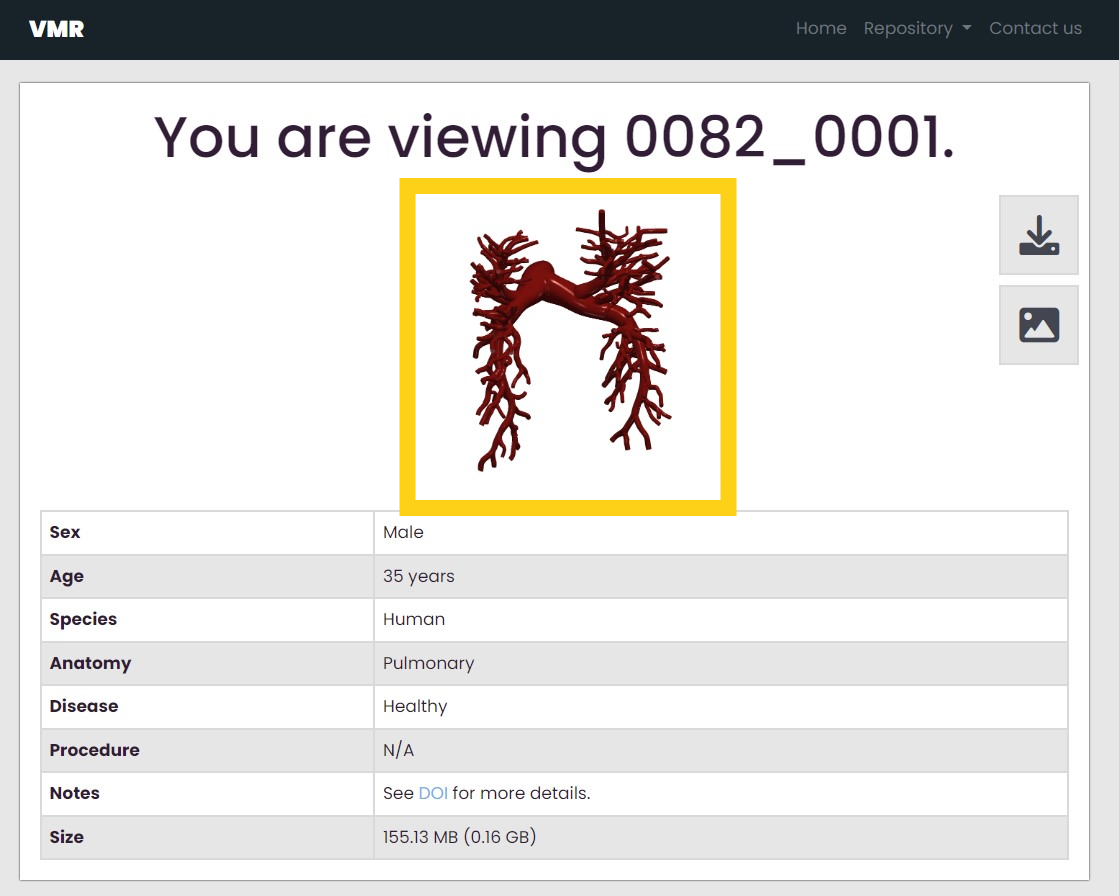 VMR Home Repository Contact us
You are viewing 0082_0001.
Sex Male
Age 35 years
Species Human
Anatomy Pulmonary
Disease Healthy
Procedure N/A
Notes See DOI for more details.
Size 155.13 MB (0.16 GB)